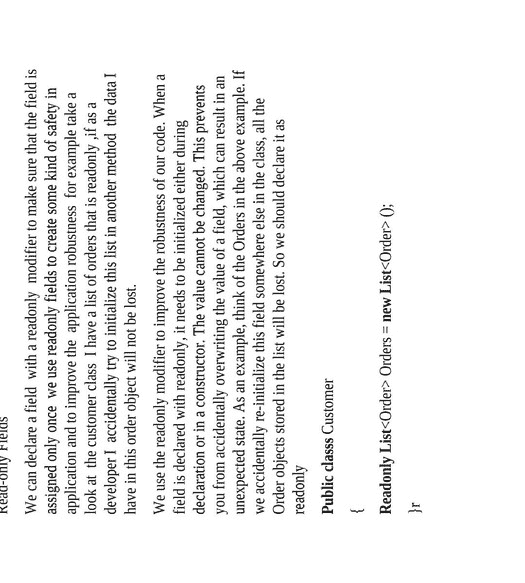 Read-only Fields
We can declare a field  with a readonly  modifier to make sure that the field is
assigned only once  we use readonly fields to create some kind of safety in
application and to improve the  application robustness  for example take a
look at  the customer class  I have a list of orders that is readonly ,if as a
developer I  accidentally try to initialize this list in another method  the data I
have in this order object will not be lost.
We use the readonly modifier to improve the robustness of our code. When a
field is declared with readonly, it needs to be initialized either during
declaration or in a constructor. The value cannot be changed. This prevents
you from accidentally overwriting the value of a field, which can result in an
unexpected state. As an example, think of the Orders in the above example. If
we accidentally re-initialize this field somewhere else in the class, all the
Order objects stored in the list will be lost. So we should declare it as
readonly
Public classs Customer
{
Readonly List<Order> Orders = new List<Order> ();
}r